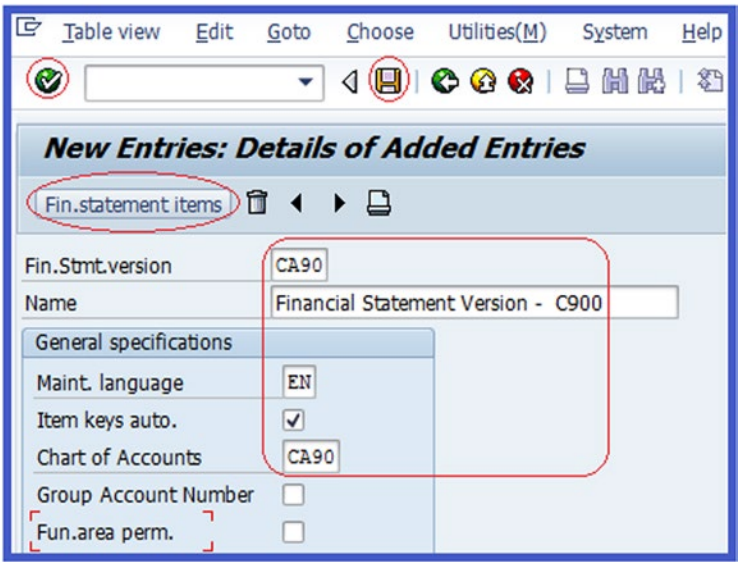 Table view Edit Goto Choose Utilities(M) System Help
New Entries: Details of Added Entries
Fin.statement items
Fin.Stmt.version CA90
Name Financial Statement Version - C900
General specifications
Maint. language EN
Item keys auto.
Chart of Accounts CA90
Group Account Number
Fun.area perm.